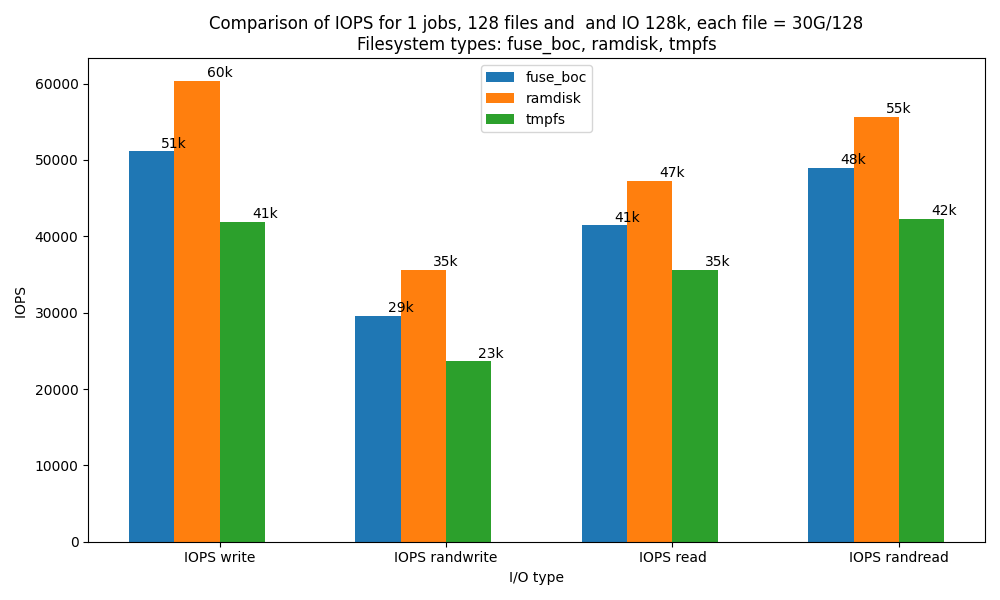 Comparison of IOPS for 1 jobs, 128 files and  and IO 128k, each file = 30G/128
Filesystem types: fuse_boc, ramdisk, tmpfs
fuse_boc
ramdisk
tmpfs
IOPS
60000
50000
40000
30000
20000
10000
0
51k
60k
41k
29k
35k
23k
41k
47k
35k
48k
55k
42k
IOPS write
IOPS randwrite
IOPS read
IOPS randread
I/O type